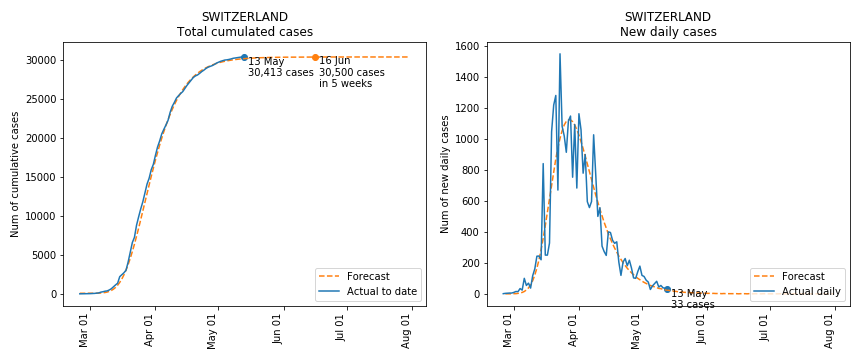 SWITZERLAND
Total cumulated cases
Num of cumulative cases
30000
25000
20000
15000
10000
5000
0
13 May
30,413 cases
16 Jun
30,500 cases
in 5 weeks
Forecast
Actual to date
Mar 01
Apr 01
May 01
Jun 01
Jul 01
Aug 01
SWITZERLAND
New daily cases
Num of new daily cases
1600
1400
1200
1000
800
600
400
200
0
13 May
33 cases
Forecast
Actual daily
Mar 01
Apr 01
May 01
Jun 01
Jul 01
Aug 01